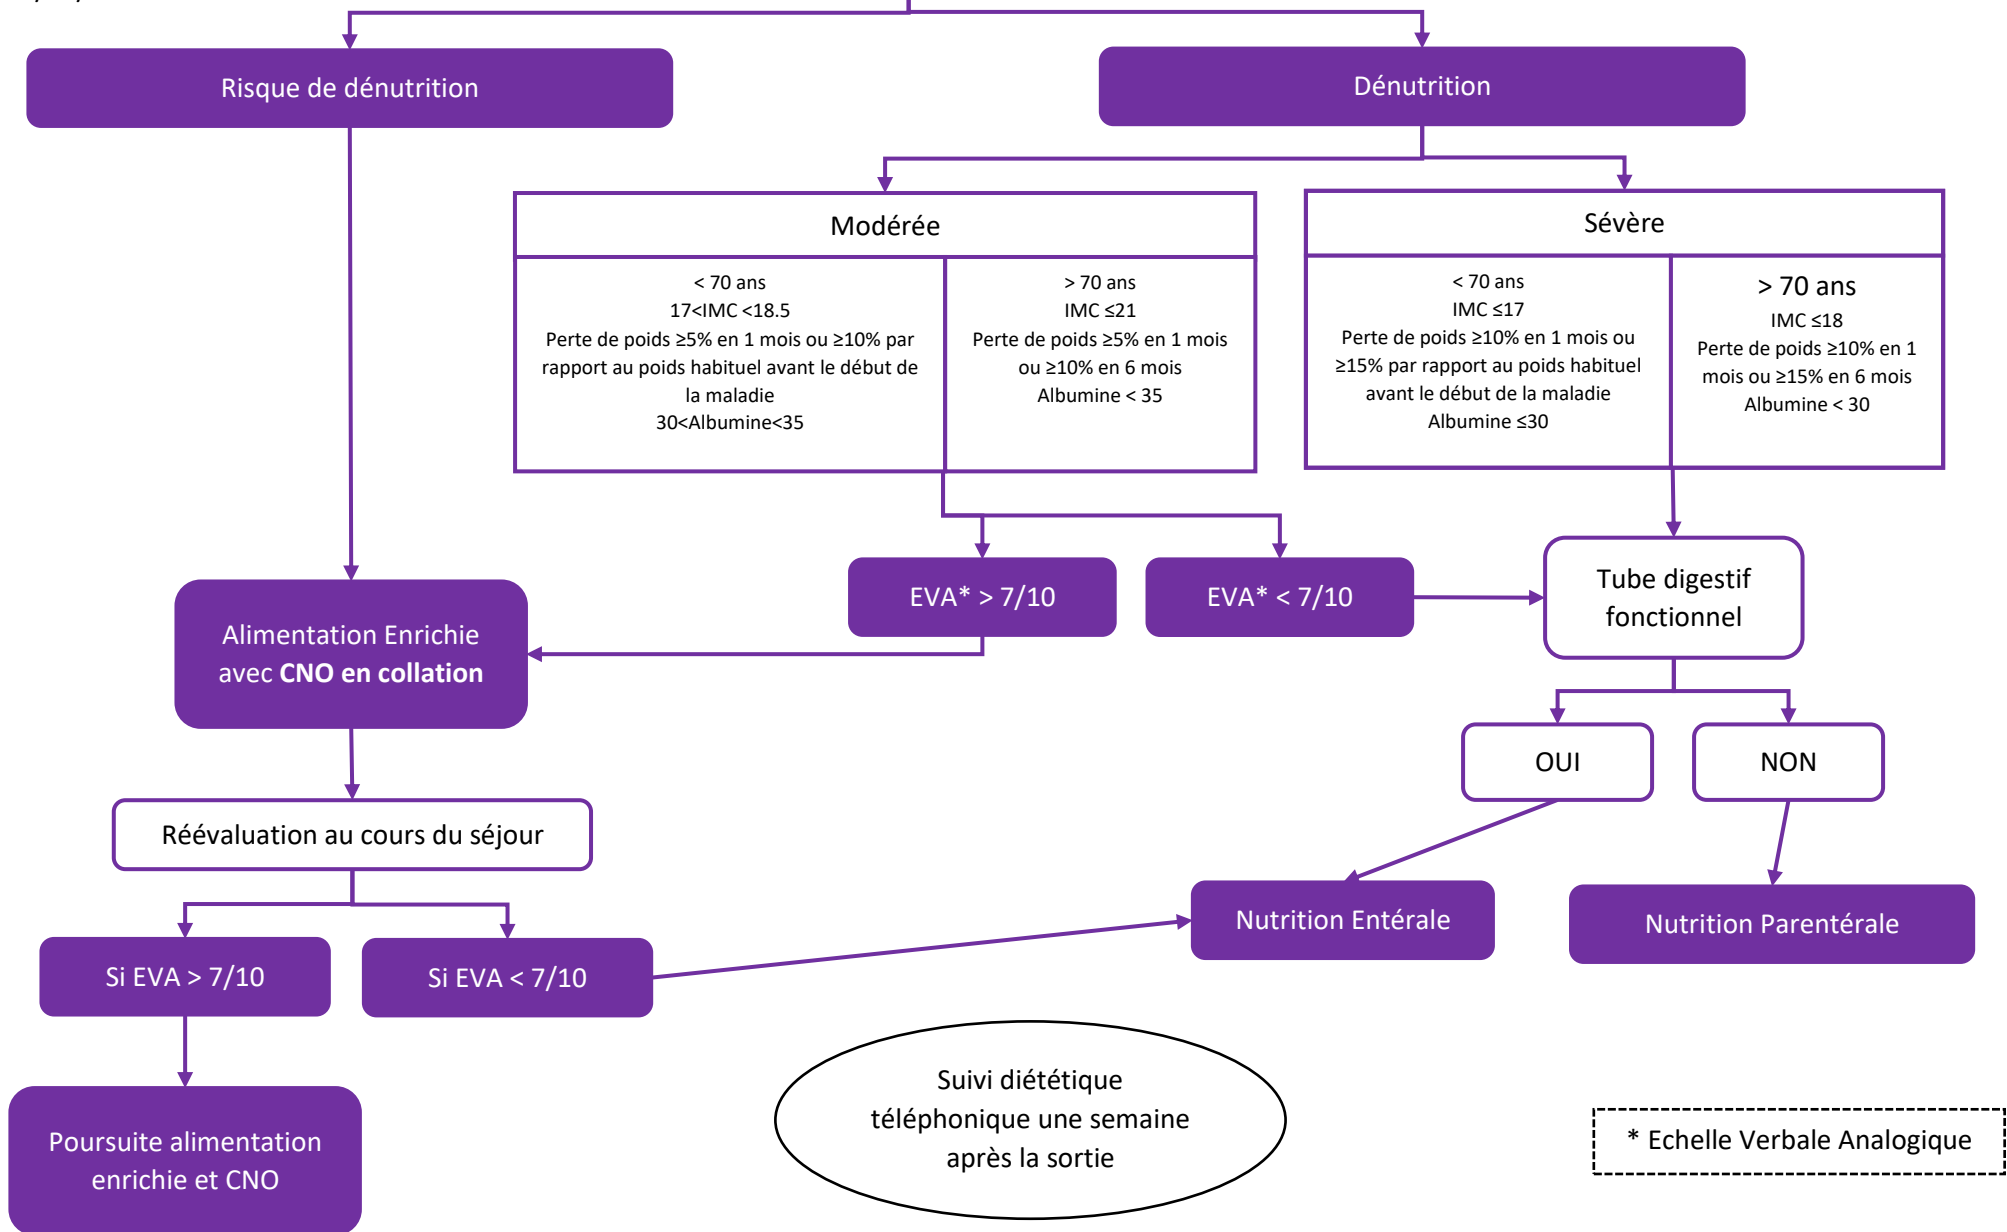 Risque de dénutrition
Dénutrition
Modérée
< 70 ans
17<IMC <18.5
Perte de poids ≥5% en 1 mois ou ≥10% par
rapport au poids habituel avant le début de
la maladie
30<Albumine<35
> 70 ans
IMC ≤21
Perte de poids ≥5% en 1 mois
ou ≥10% en 6 mois
Albumine < 35
Sévère
< 70 ans
IMC ≤17
Perte de poids ≥10% en 1 mois ou
≥15% par rapport au poids habituel
avant le début de la maladie
Albumine ≤30
> 70 ans
IMC ≤18
Perte de poids ≥10% en 1
mois ou ≥15% en 6 mois
Albumine < 30
EVA* > 7/10
EVA* < 7/10
Tube digestif
fonctionnel
Alimentation Enrichie
avec CNO en collation
OUI
NON
Réévaluation au cours du séjour
Nutrition Entérale
Nutrition Parentérale
Si EVA > 7/10
Si EVA < 7/10
Suivi diététique
téléphonique une semaine
après la sortie
Poursuite alimentation
enrichie et CNO
* Echelle Verbale Analogique